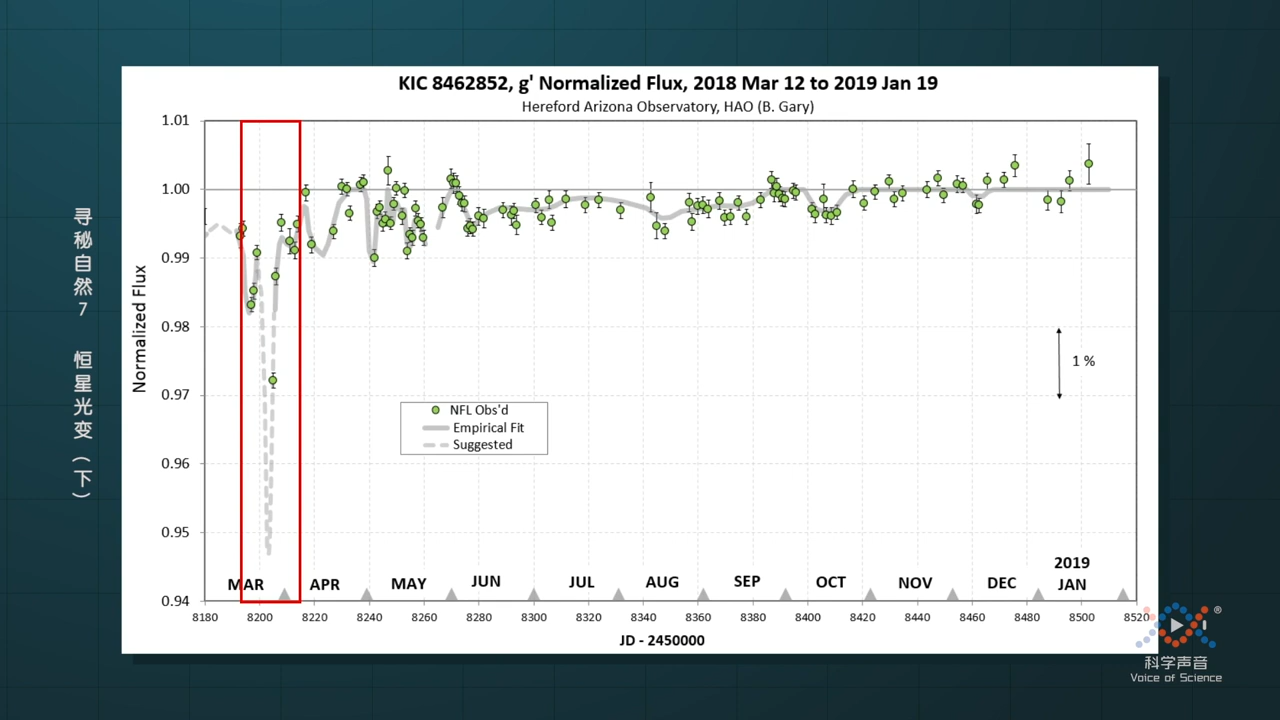 KIC 8462852, g' Normalized Flux, 2018 Mar 12 to 2019 Jan 19
Hereford Arizona Observatory, HAO (B. Gary)
寻秘自然7 恒星光变（下）
Normalized Flux
1.01
1.00
0.99
0.98
0.97
0.96
0.95
0.94
1 %
NFL Obs'd
Empirical Fit
Suggested
2019
MAR APR MAY JUN JUL AUG SEP OCT NOV DEC JAN
8180 8200 8220 8240 8260 8280 8300 8320 8340 8360 8380 8400 8420 8440 8460 8480 8500 8520
JD - 2450000
®
科学声音
Voice of Science